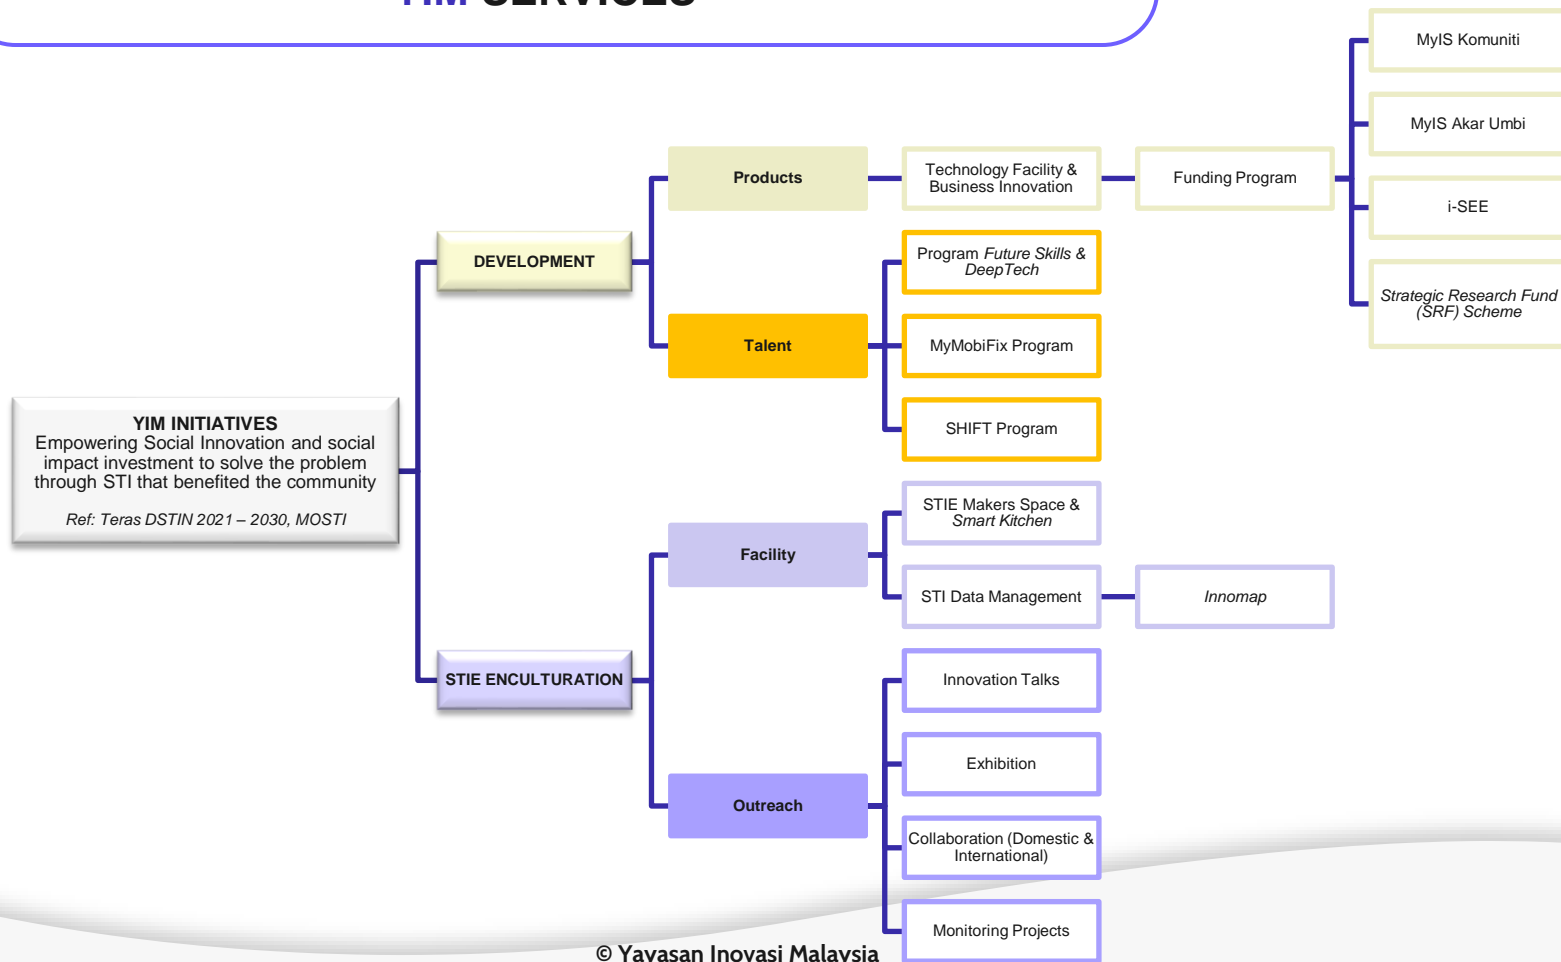 YIM SERVICES
MyIS Komuniti
MyIS Akar Umbi
Products
Technology Facility &
Business Innovation
Funding Program
i-SEE
DEVELOPMENT
Program Future Skills &
DeepTech
Strategic Research Fund
(SRF) Scheme
Talent
MyMobiFix Program
SHIFT Program
YIM INITIATIVES
Empowering Social Innovation and social
impact investment to solve the problem
through STI that benefited the community
Ref: Teras DSTIN 2021 – 2030, MOSTI
STIE Makers Space &
Smart Kitchen
Facility
STI Data Management
Innomap
STIE ENCULTURATION
Innovation Talks
Exhibition
Outreach
Collaboration (Domestic &
International)
Monitoring Projects
© Yayasan Inovasi Malaysia